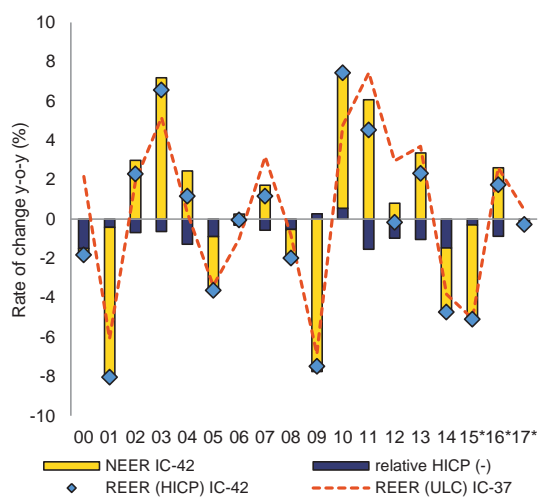 Rate of change y-o-y (%)
10
8
6
4
2
0
-2
-4
-6
-8
-10
00 01 02 03 04 05 06 07 08 09 10 11 12 13 14 15*16*17*
NEER IC-42 relative HICP (-)
REER (HICP) IC-42 REER (ULC) IC-37